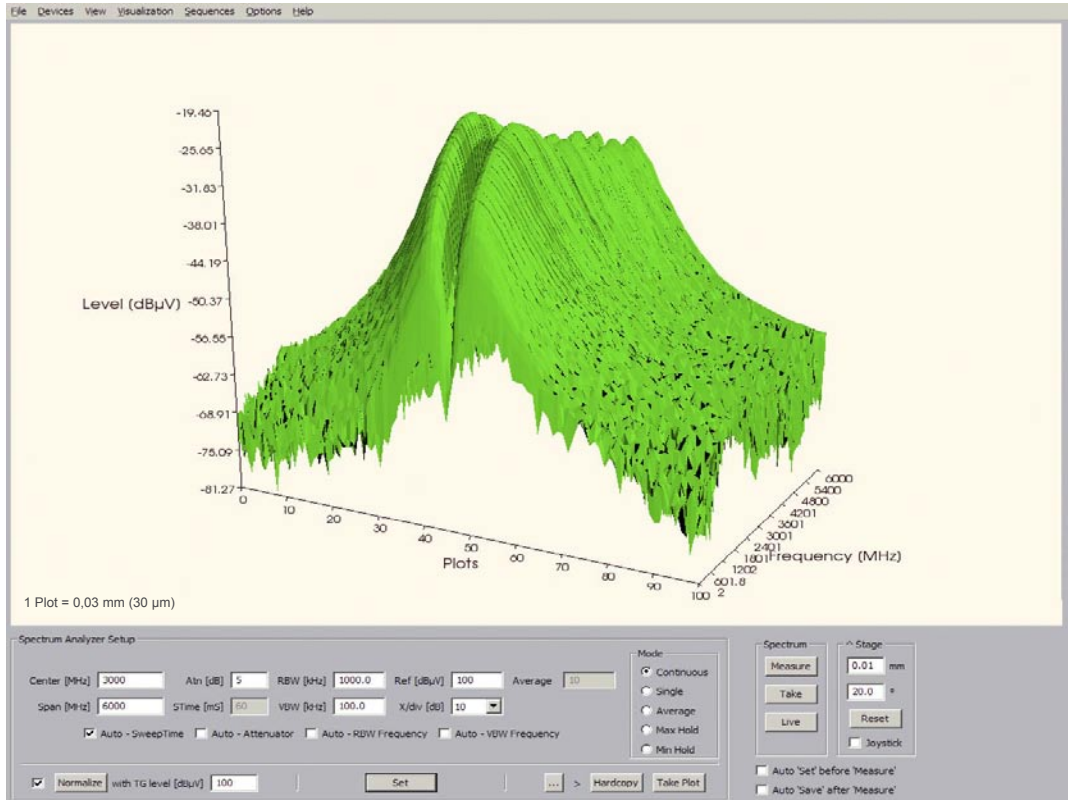 File Devices View Visualization Sequences Options Help
-19.46
-25.65
-31.83
-38.01
-44.19
Level (dBµV) -50.37
-56.55
-62.73
-68.91
-75.09
-81.27
0 10 20 30 40 50 60 70 80 90 100
Plots
6000
5400
4800
4201
3601
3001
2401
1801 Frequency (MHz)
1202
601.8
2
1 Plot = 0,03 mm (30 µm)
Spectrum Analyzer Setup
Center [MHz] 3000 Atn [dB] 5 RBW [kHz] 1000.0 Ref [dBµV] 100 Average 10
Span [MHz] 6000 STime [mS] 60 VBW [kHz] 100.0 X/div [dB] 10
Auto - SweepTime Auto - Attenuator Auto - RBW Frequency Auto - VBW Frequency
Normalize with TG level [dBµV] 100 Set ... > Hardcopy Take Plot
Mode
Continuous
Single
Average
Max Hold
Min Hold
Spectrum
Measure
Take
Live
^ Stage
0.01 mm
20.0 °
Reset
Joystick
Auto 'Set' before 'Measure'
Auto 'Save' after 'Measure'